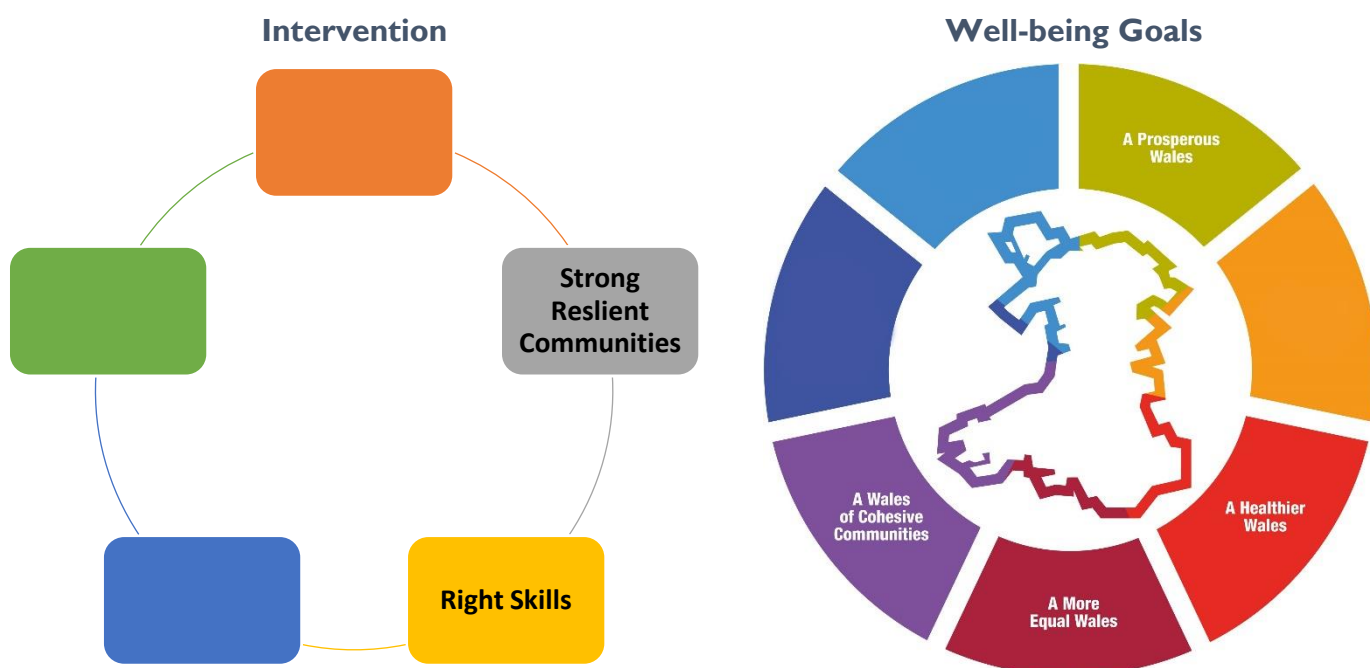 Intervention
Strong
Reslient
Communities
Right Skills
Well-being Goals
A Prosperous
Wales
A Healthier
Wales
A More
Equal Wales
A Wales
of Cohesive
Communities